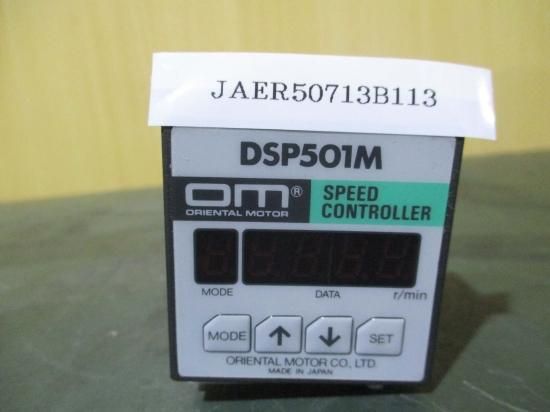 JAER50713B113
DSP501M
om® SPEED
ORIENTAL MOTOR CONTROLLER
MODE DATA r/min
MODE ↑ ↓ SET
ORIENTAL MOTOR CO., LTD.
MADE IN JAPAN